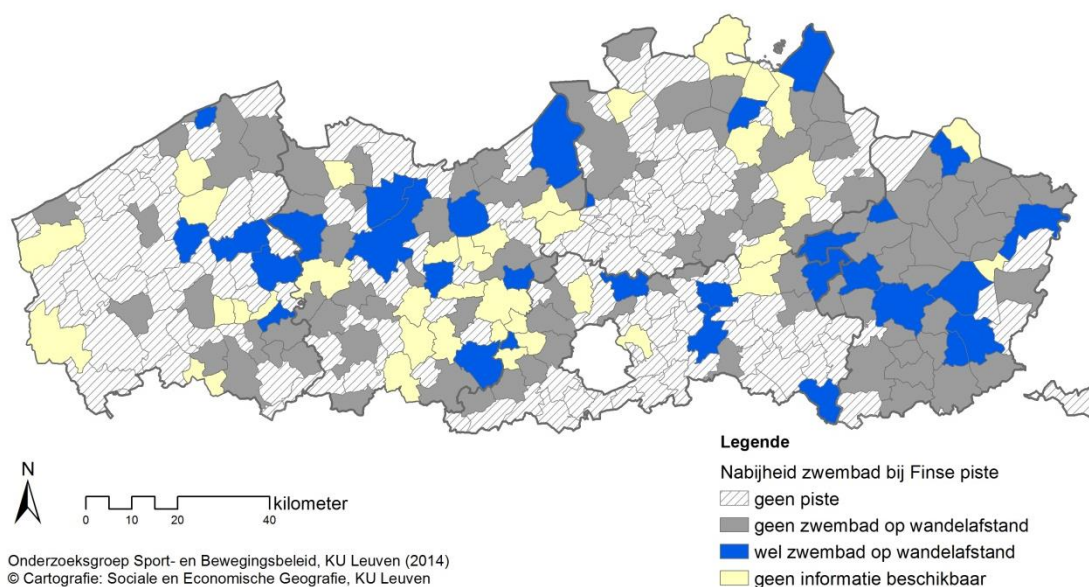 Legende
Nabijheid zwembad bij Finse piste
geen piste
geen zwembad op wandelafstand
wel zwembad op wandelafstand
geen informatie beschikbaar
N
kilometer
0 10 20 40
Onderzoeksgroep Sport- en Bewegingsbeleid, KU Leuven (2014)
© Cartografie: Sociale en Economische Geografie, KU Leuven